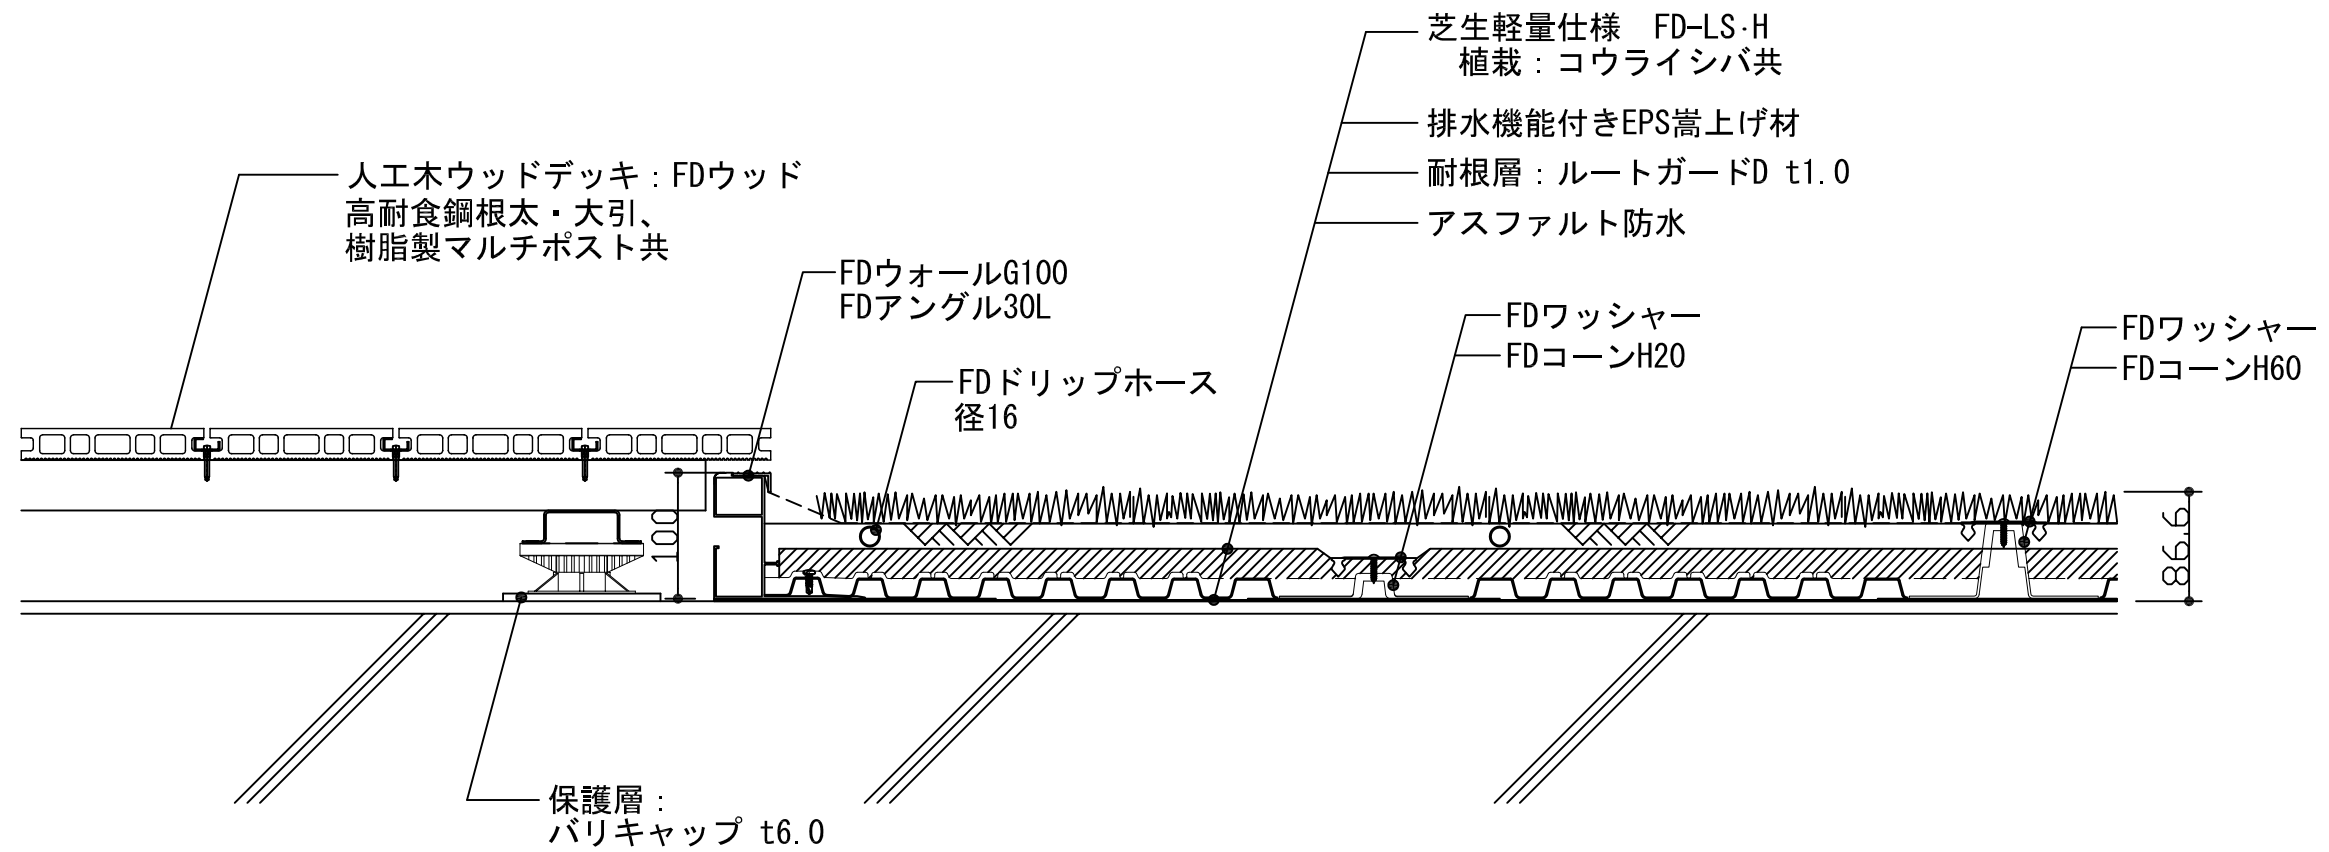 芝生軽量仕様　FD-LS･H
植栽：コウライシバ共
排水機能付きEPS嵩上げ材
耐根層：ルートガードD t1.0
アスファルト防水
人工木ウッドデッキ：FDウッド
高耐食鋼根太・大引、
樹脂製マルチポスト共
FDウォールG100
FDアングル30L
FDドリップホース
径16
FDワッシャー
FDコーンH20
FDワッシャー
FDコーンH60
100
86.6
保護層：
バリキャップ t6.0